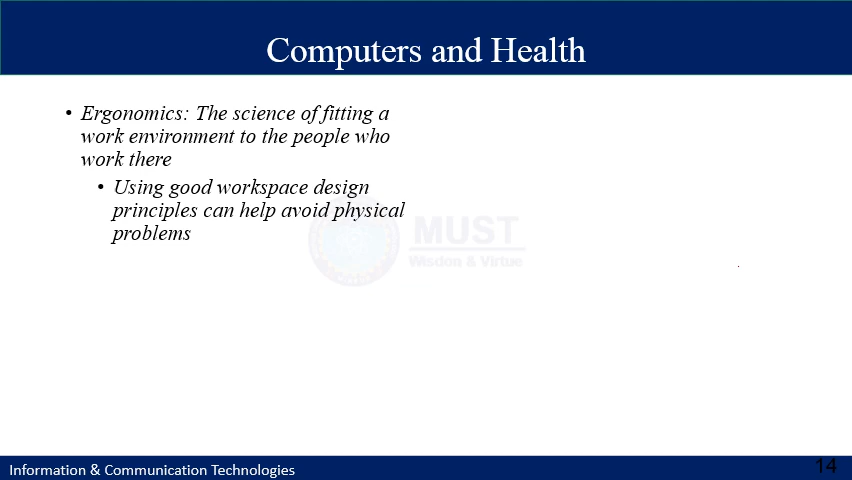 Computers and Health
• Ergonomics: The science of fitting a
work environment to the people who
work there
• Using good workspace design
principles can help avoid physical
problems
MUST
Wisdom & Virtue
Information & Communication Technologies
14